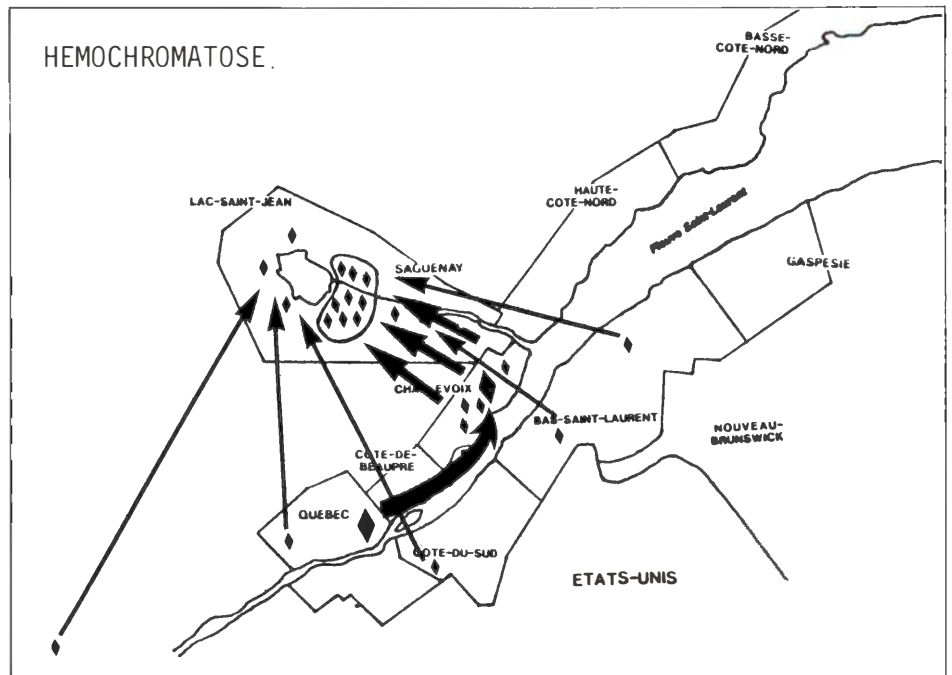 HEMOCHROMATOSE.
BASSE-
COTE-NORD
HAUTE-
COTE-NORD
LAC-SAINT-JEAN
Fleuve Saint-Laurent
SAGUENAY
GASPESIE
CHARLEVOIX
BAS-SAINT-LAURENT
NOUVEAU-
BRUNSWICK
COTE-DE-
BEAUPRE
QUEBEC
COTE-DU-SUD
ETATS-UNIS